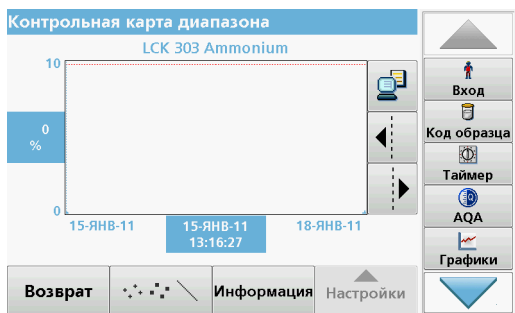 Контрольная карта диапазона
LCK 303 Ammonium
10
0
%
0
15-ЯНВ-11
15-ЯНВ-11
13:16:27
18-ЯНВ-11
Возврат
Информация
Настройки
Вход
Код образца
Таймер
AQA
Графики